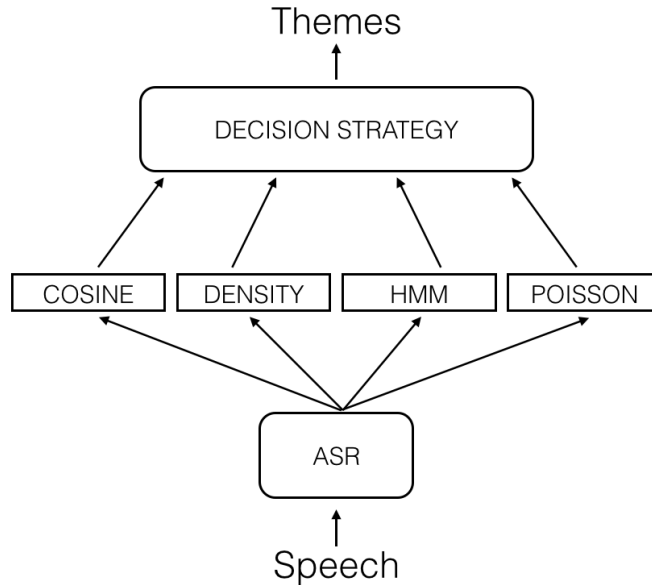 Themes
DECISION STRATEGY
COSINE
DENSITY
HMM
POISSON
ASR
Speech